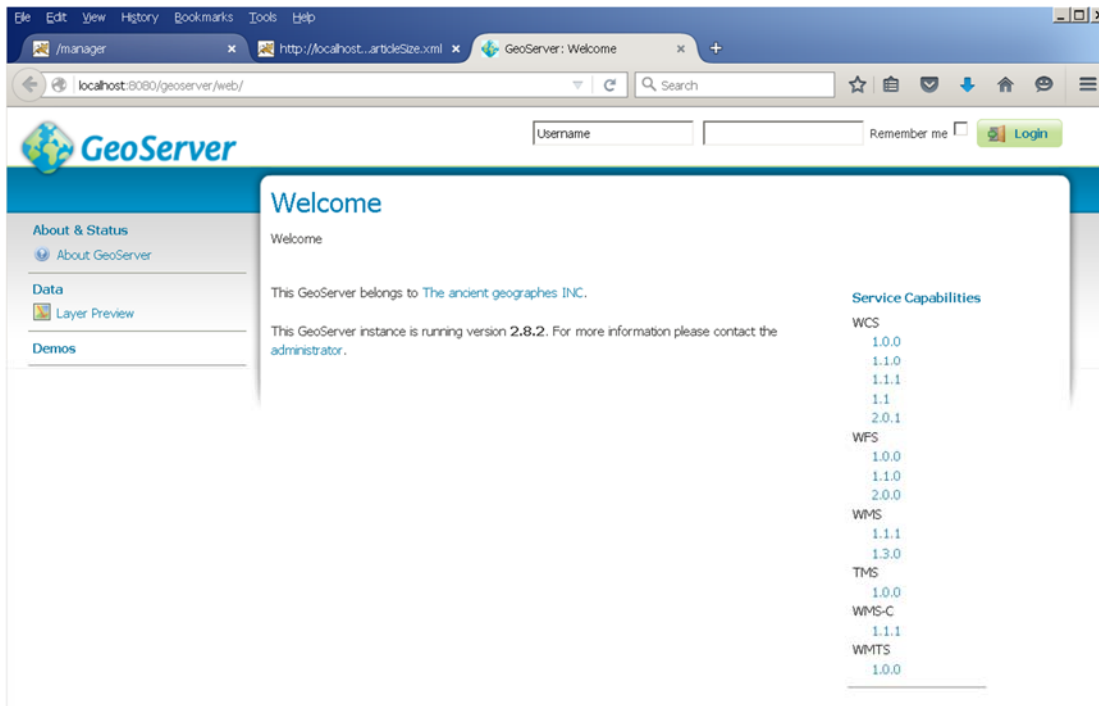 File Edit View History Bookmarks Tools Help
/manager
http://localhost...articleSize.xml
GeoServer: Welcome
localhost:8080/geoserver/web/
Search
GeoServer
Username
Remember me
Login
Welcome
About & Status
About GeoServer
Data
Layer Preview
Demos
Welcome
This GeoServer belongs to The ancient geographes INC.
This GeoServer instance is running version 2.8.2. For more information please contact the
administrator.
Service Capabilities
WCS
1.0.0
1.1.0
1.1.1
1.1
2.0.1
WFS
1.0.0
1.1.0
2.0.0
WMS
1.1.1
1.3.0
TMS
1.0.0
WMS-C
1.1.1
WMTS
1.0.0